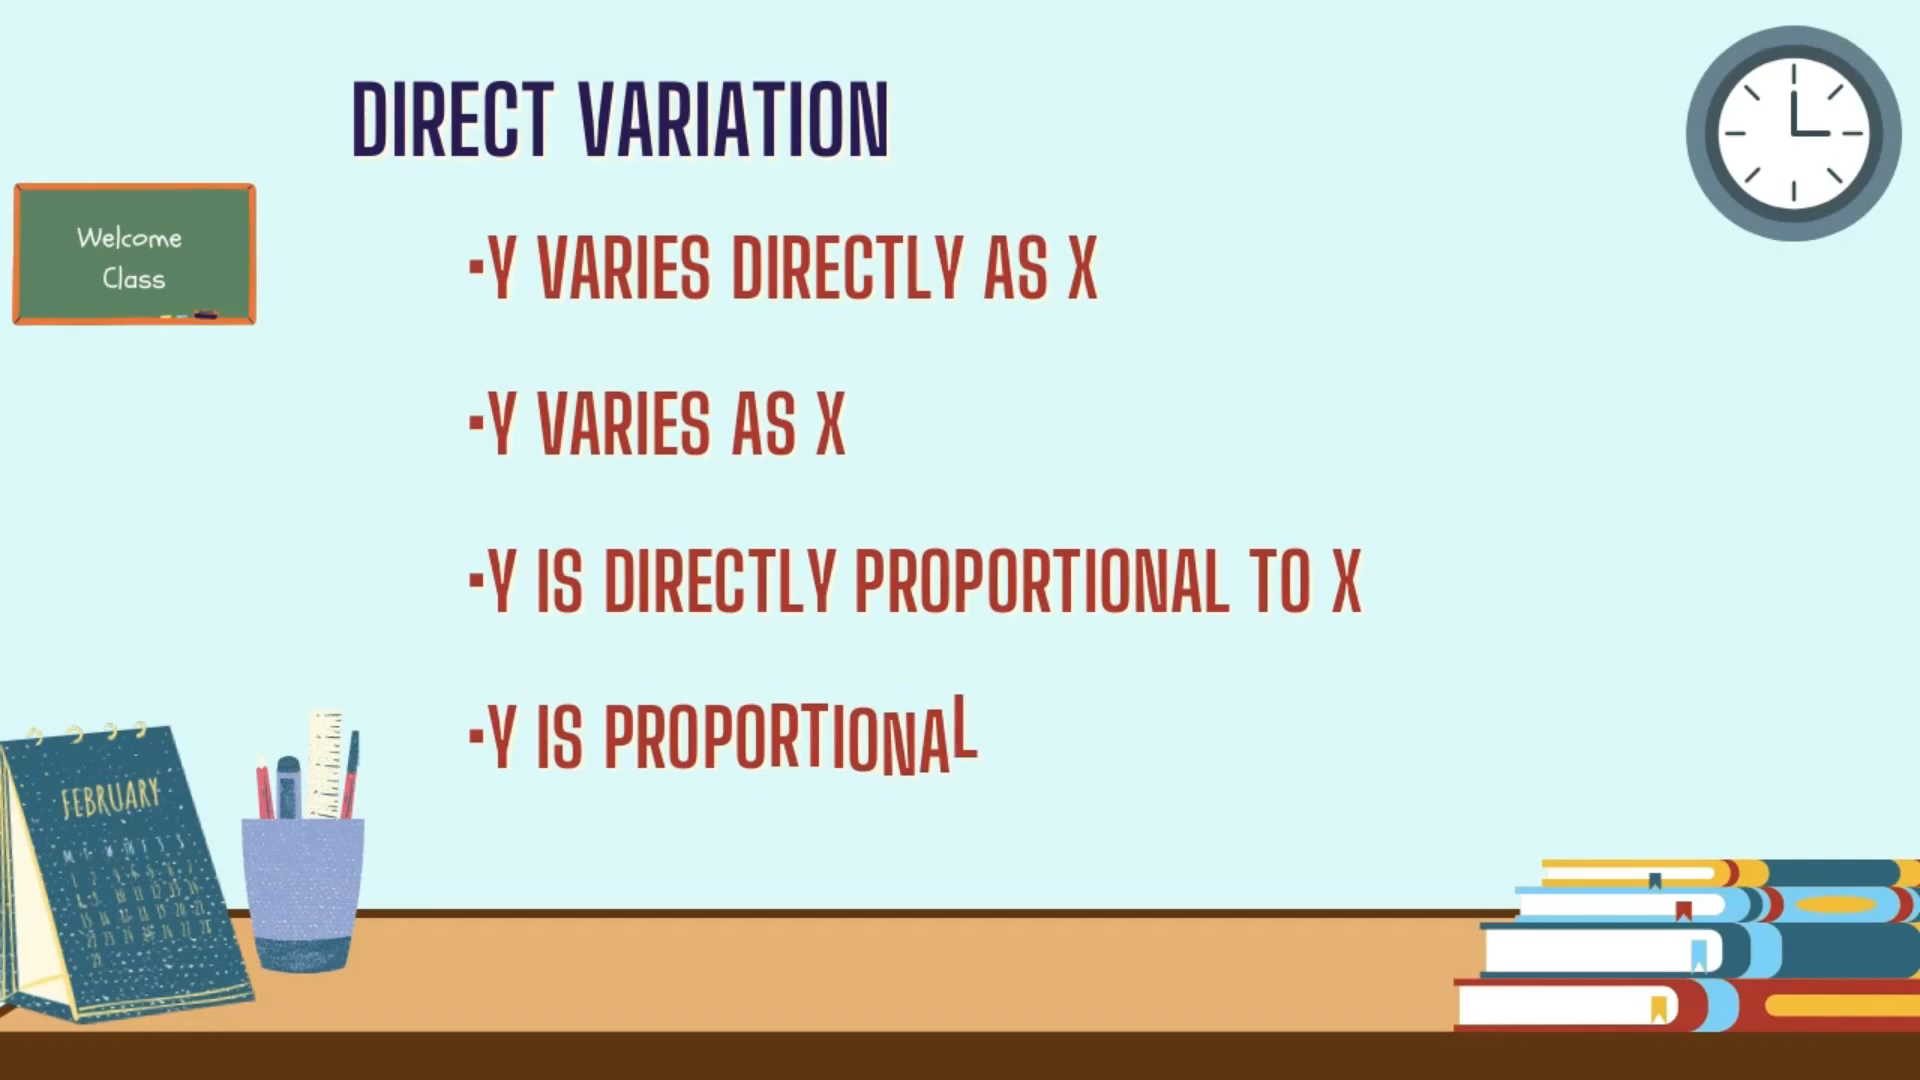 DIRECT VARIATION
Welcome
Class
-Y VARIES DIRECTLY AS X
-Y VARIES AS X
-Y IS DIRECTLY PROPORTIONAL TO X
-Y IS PROPORTIONAL
FEBRUARY